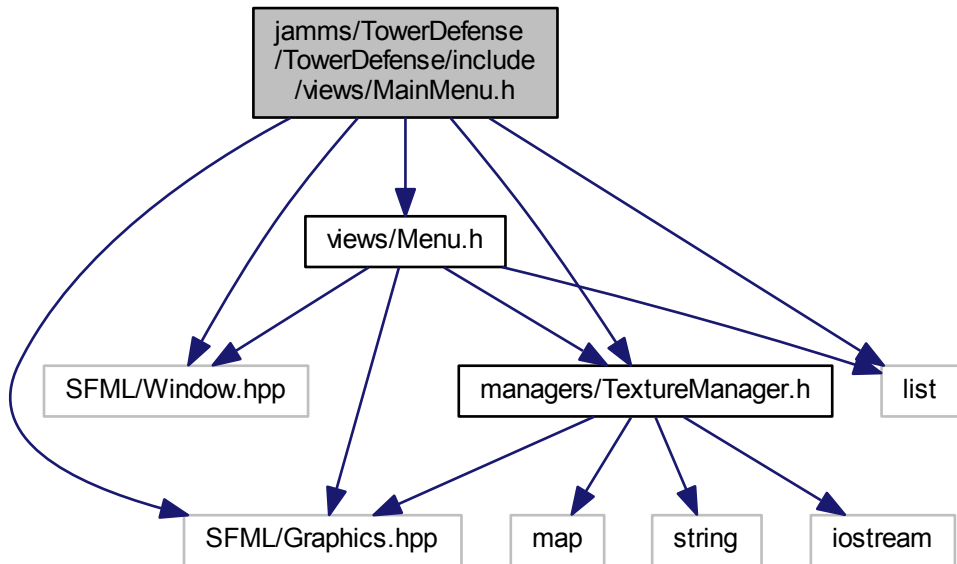 jamms/TowerDefense
/TowerDefense/include
/views/MainMenu.h
views/Menu.h
SFML/Window.hpp
managers/TextureManager.h
list
SFML/Graphics.hpp
map
string
iostream